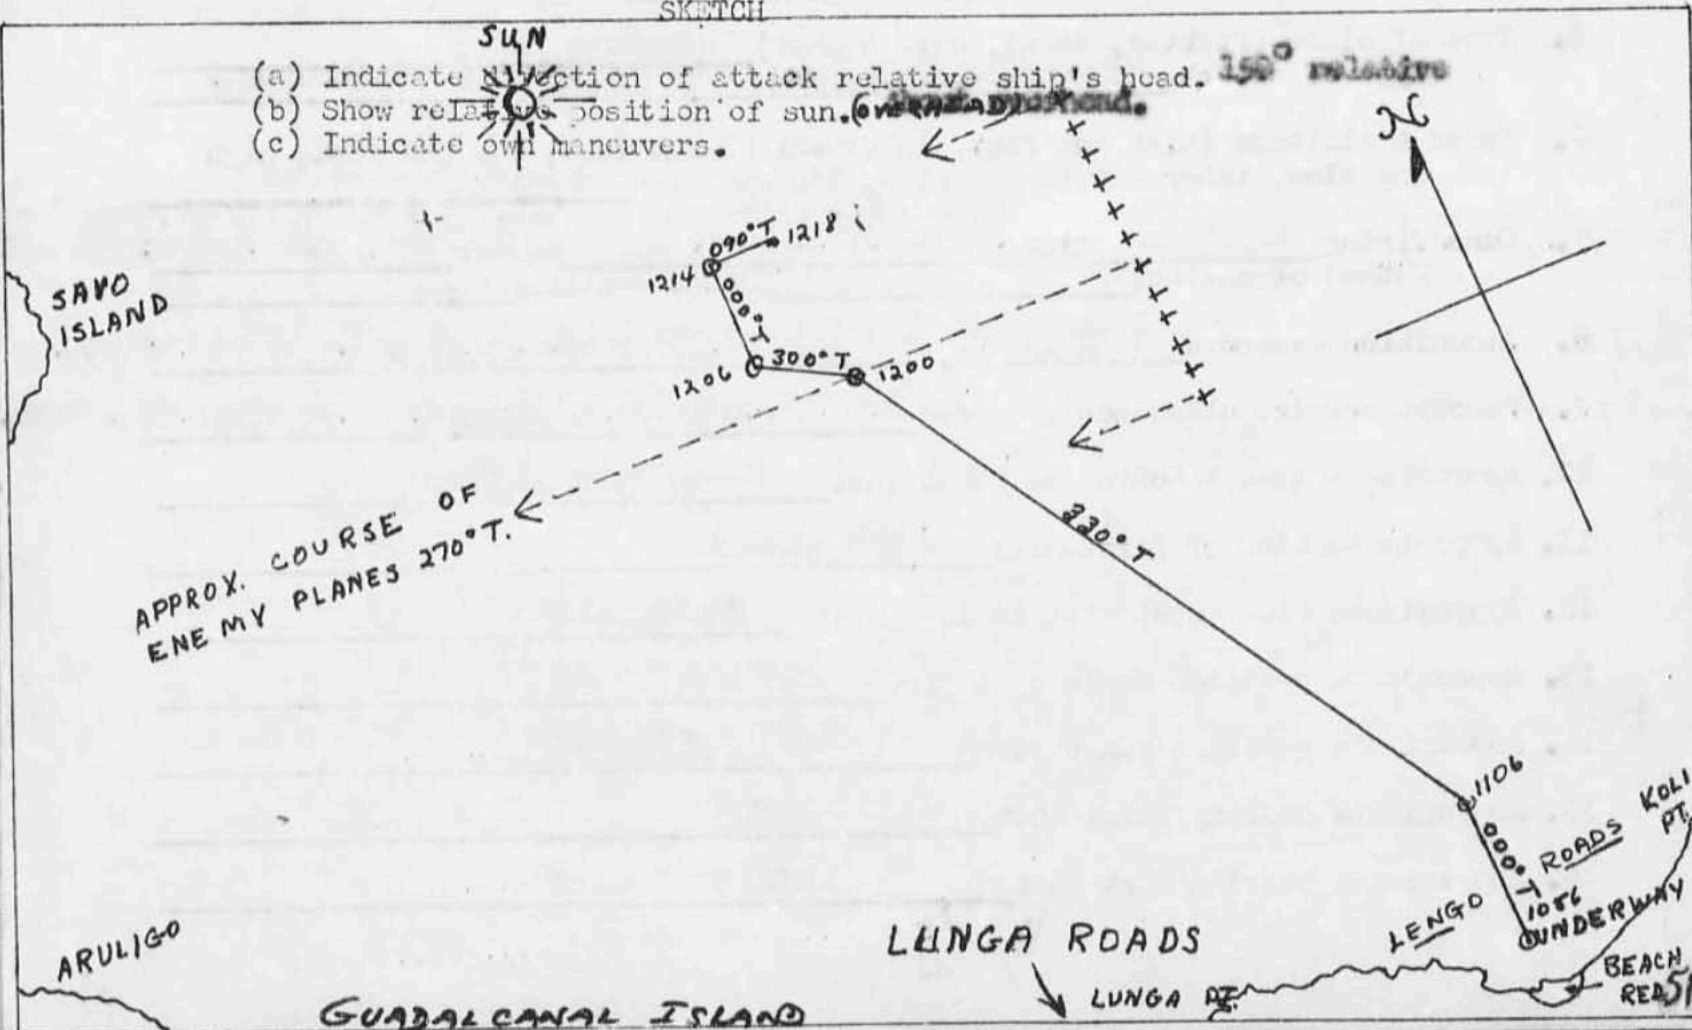 SKETCH
SUN
(a) Indicate direction of attack relative ship's head. 150° relative
(b) Show relative position of sun. (overhead)
(c) Indicate own maneuvers.
N
090°T
1218
1214
000°T
SAVO
ISLAND
1206
300°T
1200
330°T
APPROX. COURSE OF
ENEMY PLANES 270°T.
1106
KOLI
PT.
000°T
ROADS
LENGO
1056
UNDERWAY
ARULIGO
LUNGA ROADS
BEACH
RED
LUNGA PT.
GUADALCANAL ISLAND